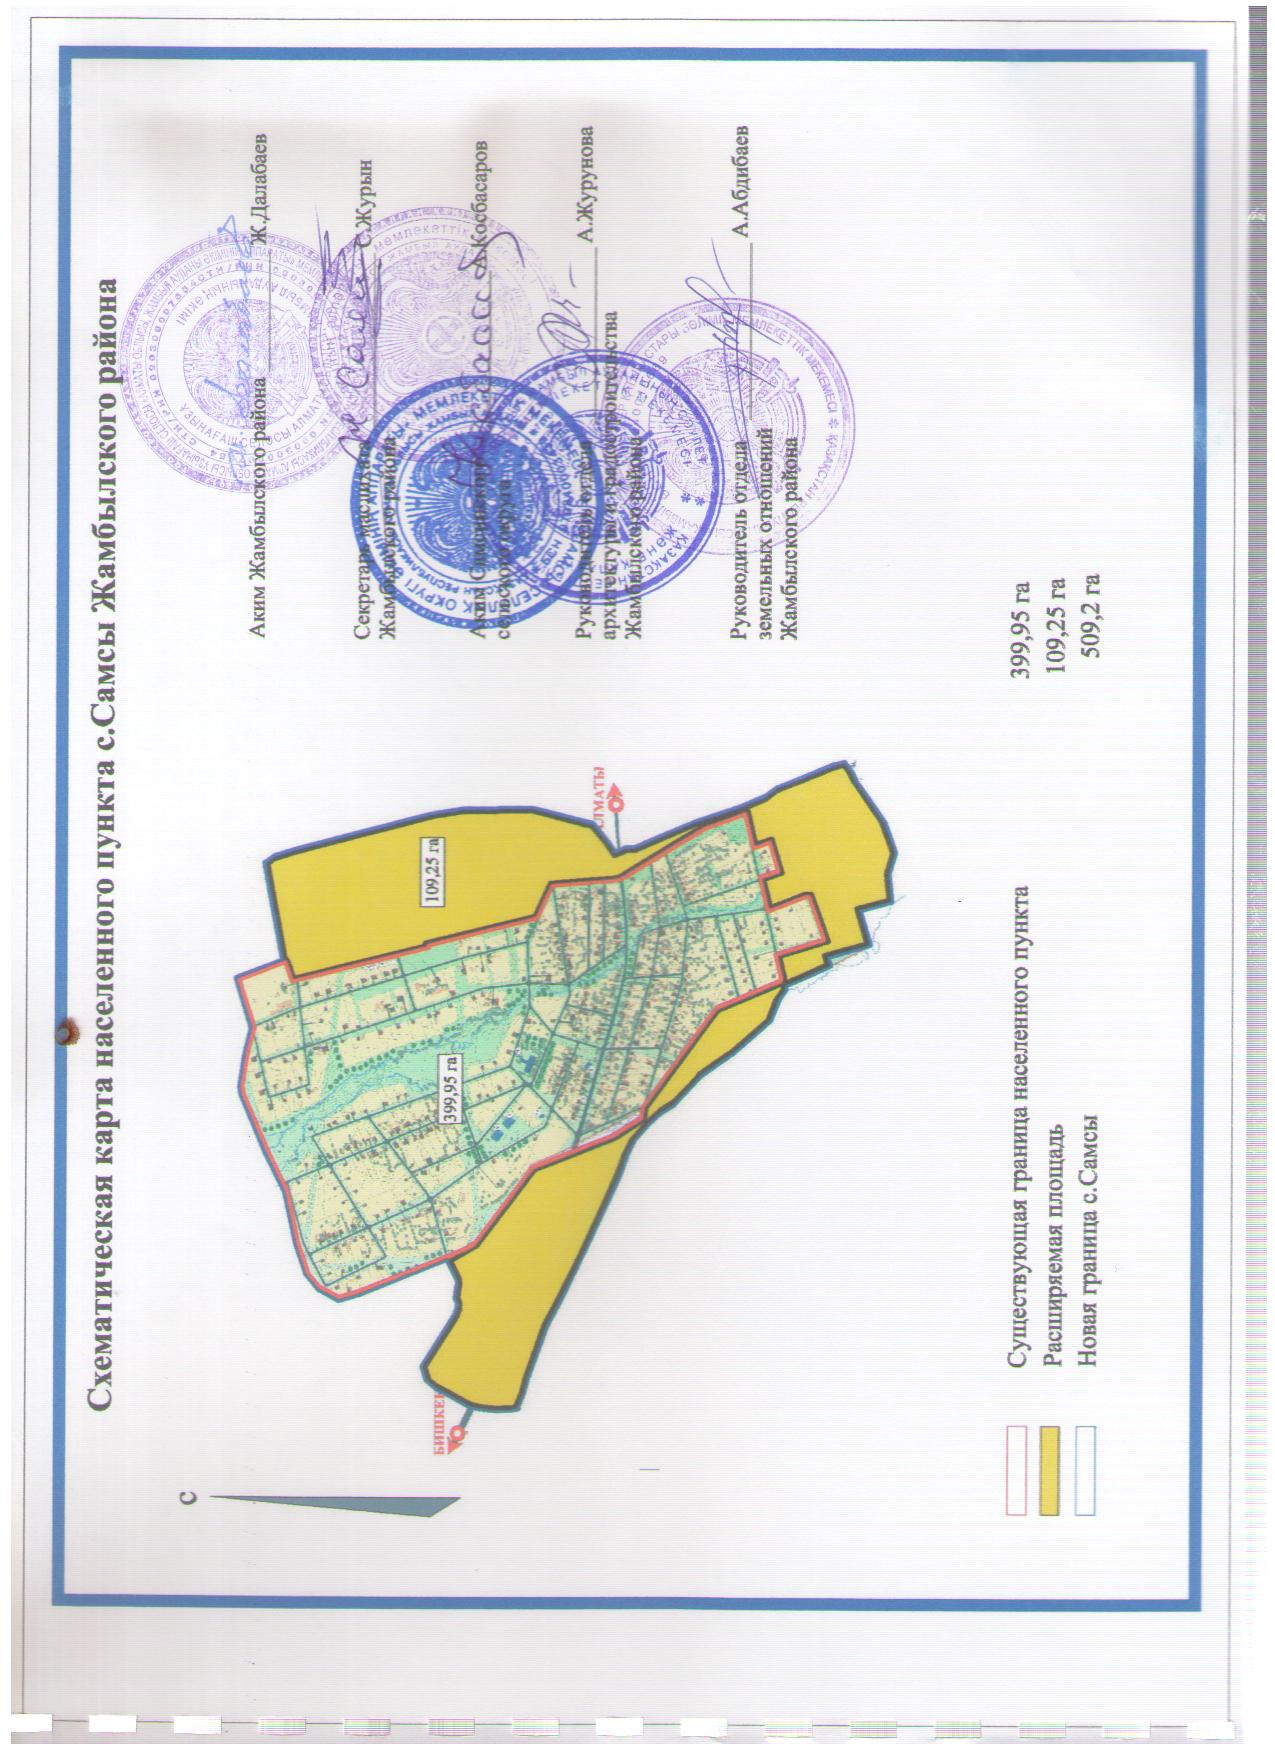 Схематическая карта населенного пункта с.Самсы Жамбылского района
Аким Жамбылского района Ж.Далабаев
Секретарь маслихата
Жамбылского района С.Журын
Аким Самсинского
сельского округа А.Косбасаров
Руководитель отдела
архитектуры и градостроительства
Жамбылского района А.Журунова
Руководитель отдела
земельных отношений
Жамбылского района А.Абдибаев
С
БИШКЕК
АЛМАТЫ
109,25 га
399,95 га
Существующая граница населенного пункта 399,95 га
Расширяемая площадь 109,25 га
Новая граница с.Самсы 509,2 га